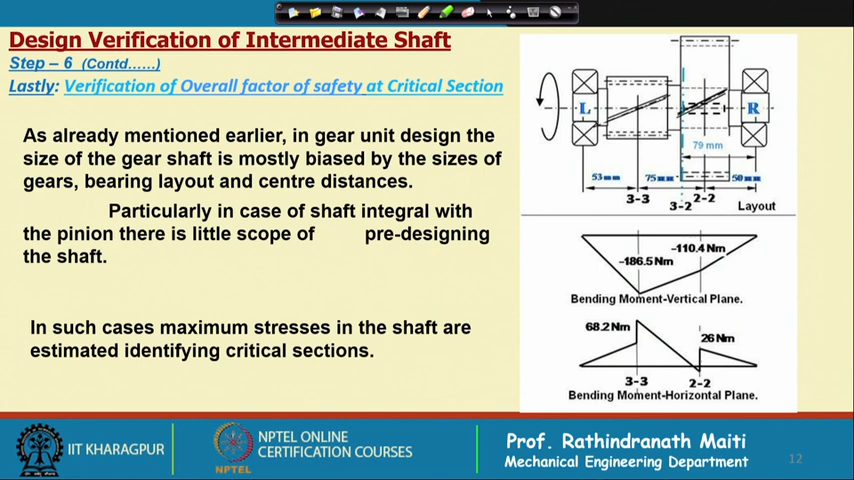 Design Verification of Intermediate Shaft
Step – 6 (Contd......)
Lastly: Verification of Overall factor of safety at Critical Section
As already mentioned earlier, in gear unit design the
size of the gear shaft is mostly biased by the sizes of
gears, bearing layout and centre distances.
Particularly in case of shaft integral with
the pinion there is little scope of pre-designing
the shaft.
In such cases maximum stresses in the shaft are
estimated identifying critical sections.
L
R
79 mm
53 mm
75 mm
50 mm
3-3
3-2
2-2
Layout
-110.4 Nm
-186.5 Nm
Bending Moment-Vertical Plane.
68.2 Nm
26 Nm
3-3
2-2
Bending Moment-Horizontal Plane.
IIT KHARAGPUR
NPTEL
NPTEL ONLINE
CERTIFICATION COURSES
Prof. Rathindranath Maiti
Mechanical Engineering Department
12